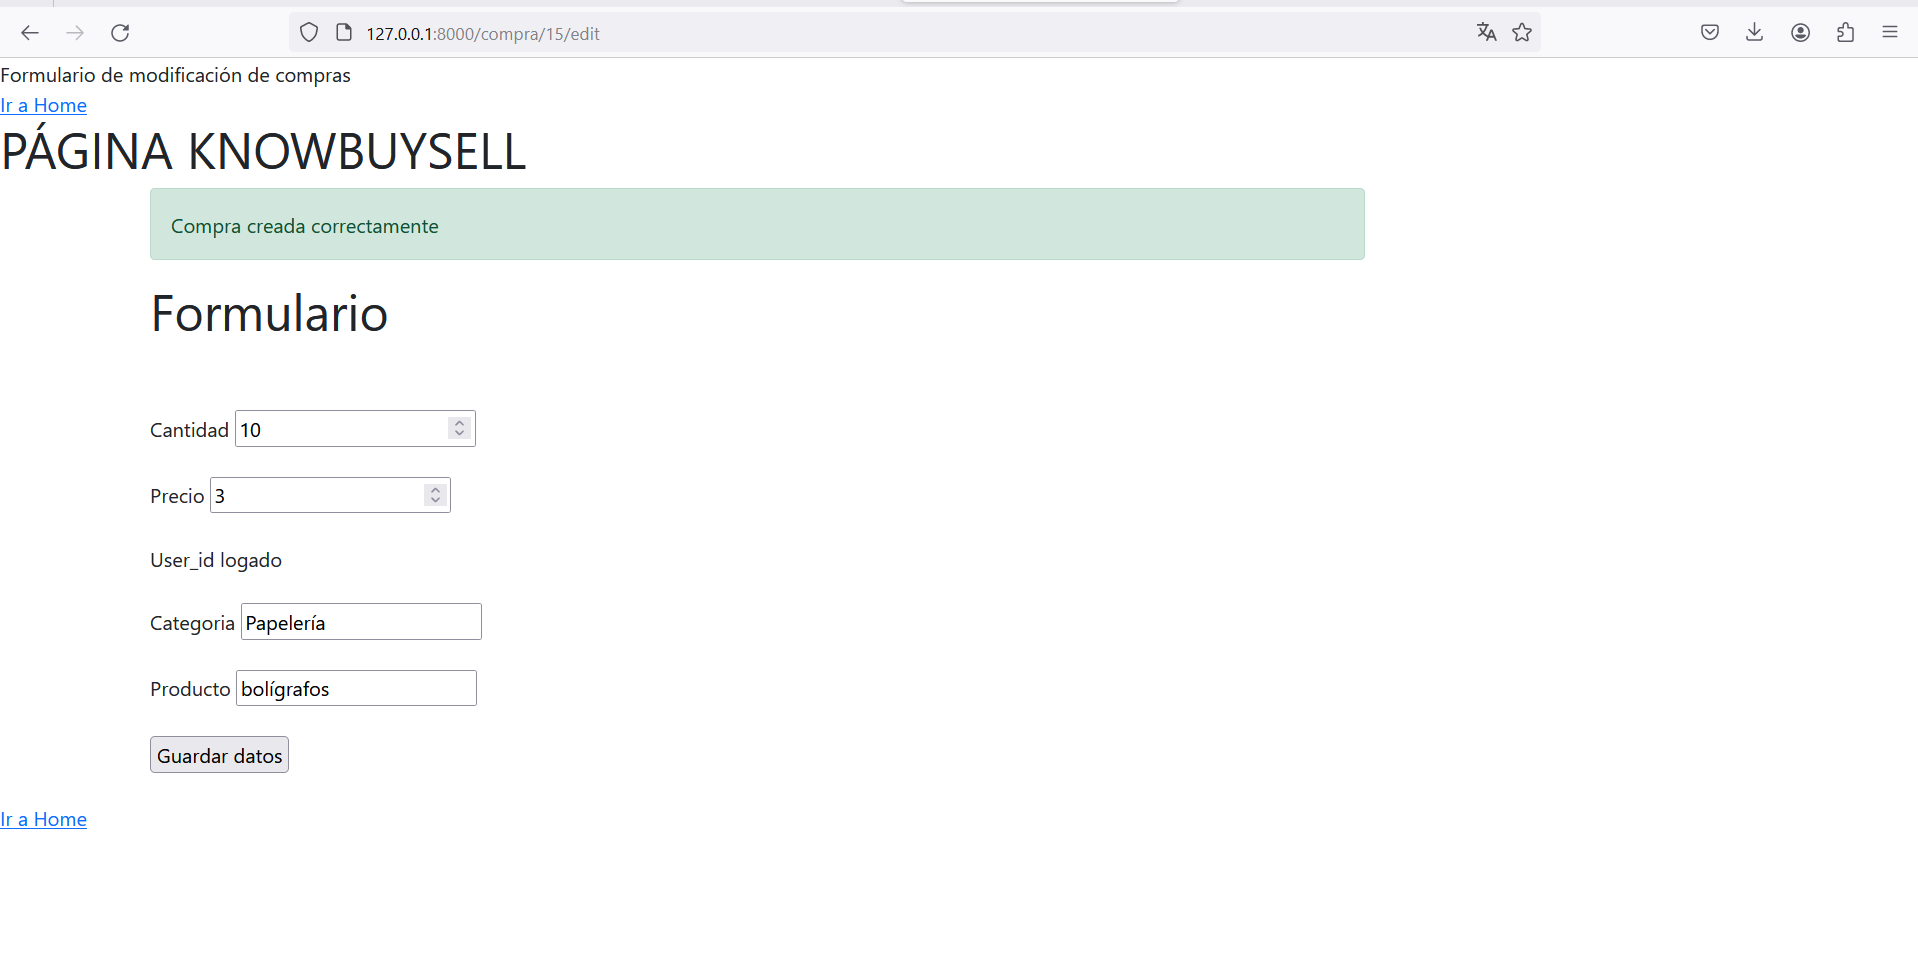 127.0.0.1:8000/compra/15/edit
Formulario de modificación de compras
Ir a Home
PÁGINA KNOWBUYSELL
Compra creada correctamente
Formulario
Cantidad 10
Precio 3
User_id logado
Categoria Papelería
Producto bolígrafos
Guardar datos
Ir a Home